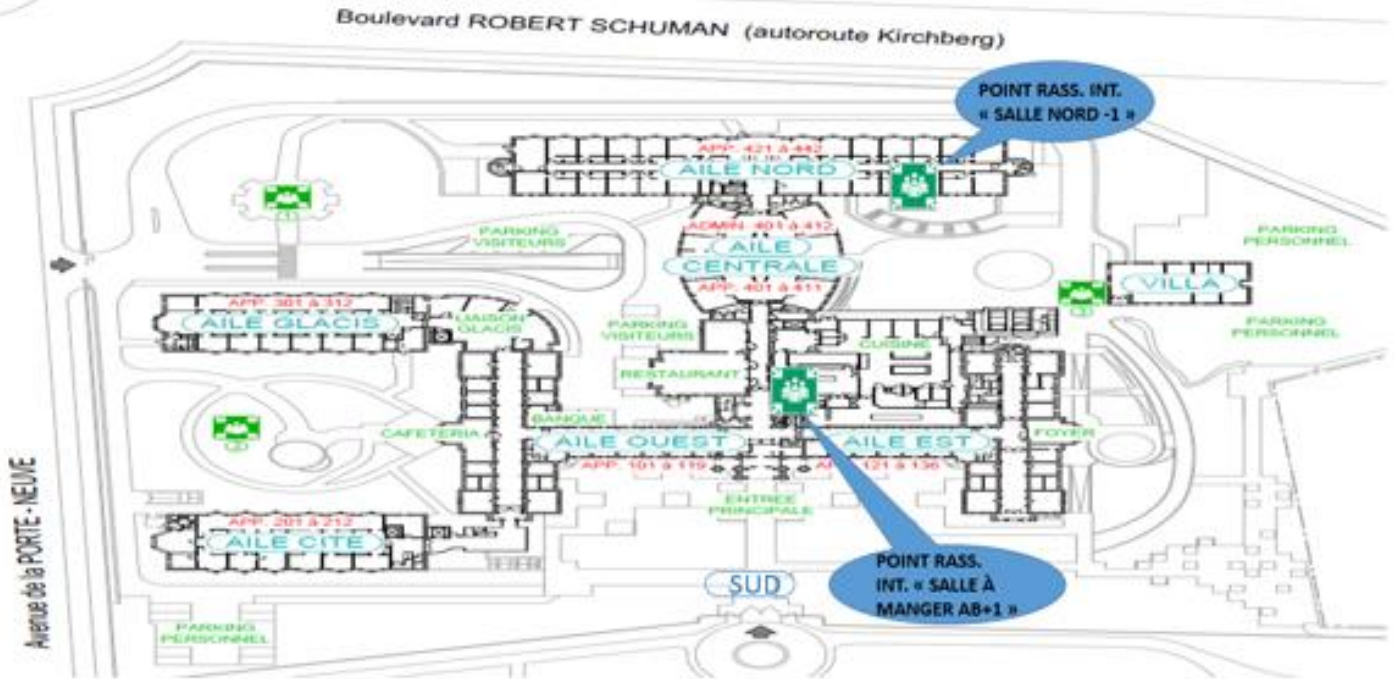 Boulevard ROBERT SCHUMAN (autoroute Kirchberg)
POINT RASS. INT.
« SALLE NORD -1 »
APP. 421 à 442
AILE NORD
(1)
PARKING
VISITEURS
ADMIN. 401 à 412
AILE
CENTRALE
APP. 401 à 411
PARKING
PERSONNEL
VILLA
PARKING
PERSONNEL
APP. 301 à 312
AILE GLACIS
LIAISON
GLACIS
PARKING
VISITEURS
CUISINE
RESTAURANT
(2)
CAFETERIA
BANQUE
AILE OUEST
APP. 101 à 119
AILE EST
121 à 136
FOYER
ENTREE
PRINCIPALE
APP. 201 à 212
AILE CITE
Avenue de la PORTE - NEUVE
SUD
POINT RASS.
INT. « SALLE À
MANGER AB+1 »
PARKING
PERSONNEL